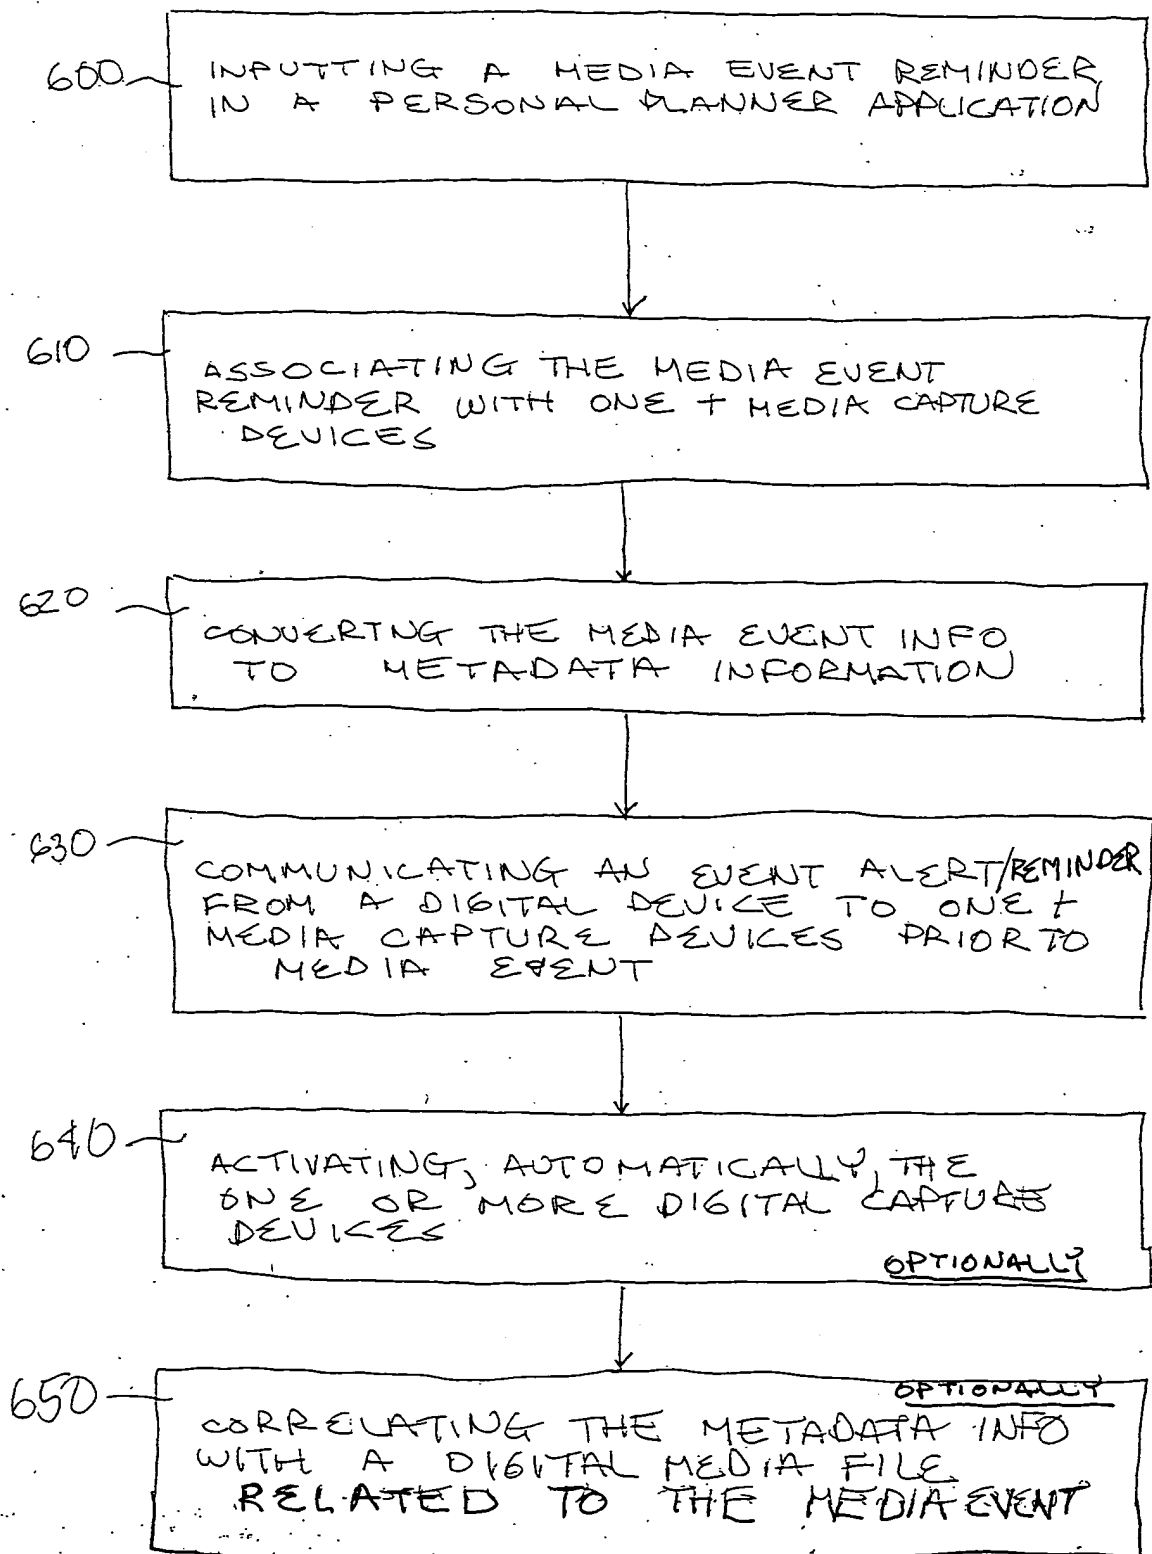 600
INPUTTING A MEDIA EVENT REMINDER
IN A PERSONAL PLANNER APPLICATION
610
ASSOCIATING THE MEDIA EVENT
REMINDER WITH ONE + MEDIA CAPTURE
DEVICES
620
CONVERTNG THE MEDIA EVENT INFO
TO METADATA INFORMATION
630
COMMUNICATING AN EVENT ALERT/REMINDER
FROM A DIGITAL DEVICE TO ONE +
MEDIA CAPTURE DEVICES PRIOR TO
MEDIA EVENT
640
ACTIVATING, AUTOMATICALLY, THE
ONE OR MORE DIGITAL CAPTURE
DEVICES
OPTIONALLY
650
OPTIONALLY
CORRELATING THE METADATA INFO
WITH A DIGITAL MEDIA FILE
RELATED TO THE MEDIA EVENT